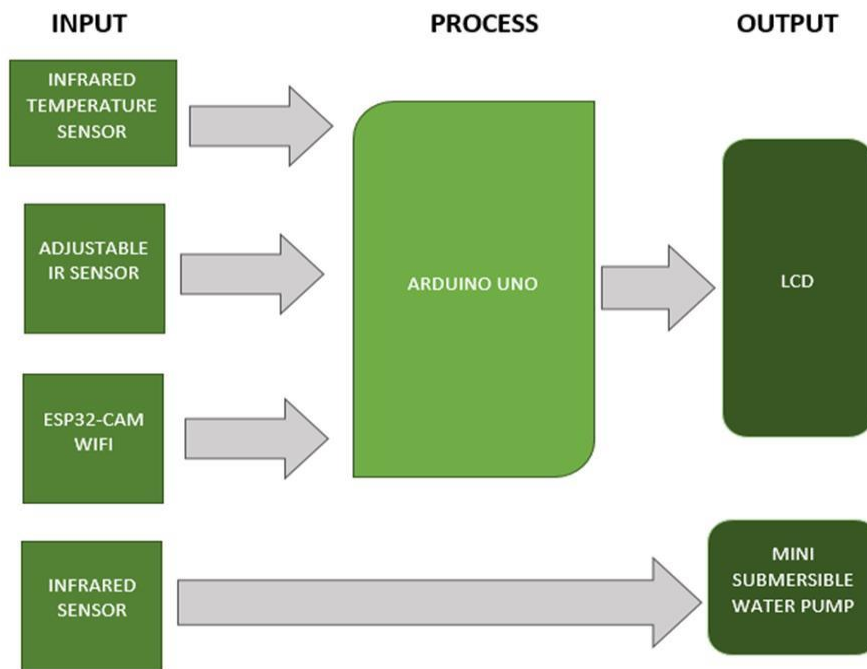 INPUT
PROCESS
OUTPUT
INFRARED
TEMPERATURE
SENSOR
ADJUSTABLE
IR SENSOR
ARDUINO UNO
LCD
ESP32-CAM
WIFI
INFRARED
SENSOR
MINI
SUBMERSIBLE
WATER PUMP